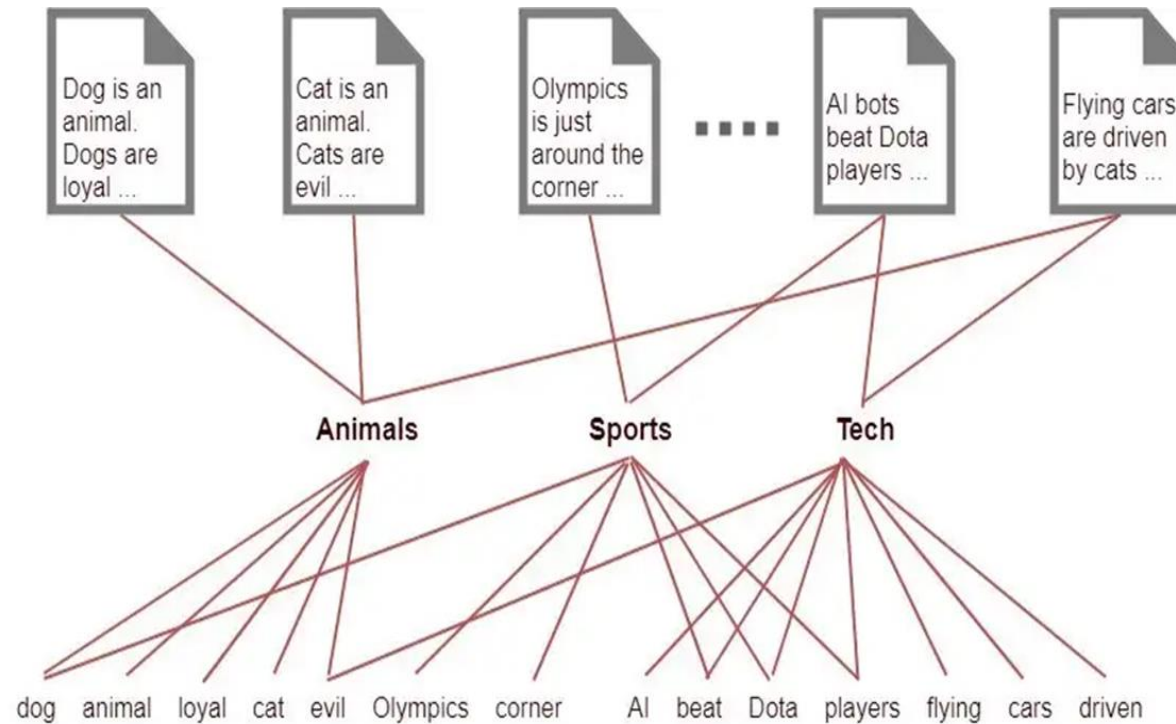 Dog is an
animal.
Dogs are
loyal ...
Cat is an
animal.
Cats are
evil ...
Olympics
is just
around the
corner ...
AI bots
beat Dota
players ...
Flying cars
are driven
by cats ...
Animals Sports Tech
dog animal loyal cat evil Olympics corner AI beat Dota players flying cars driven